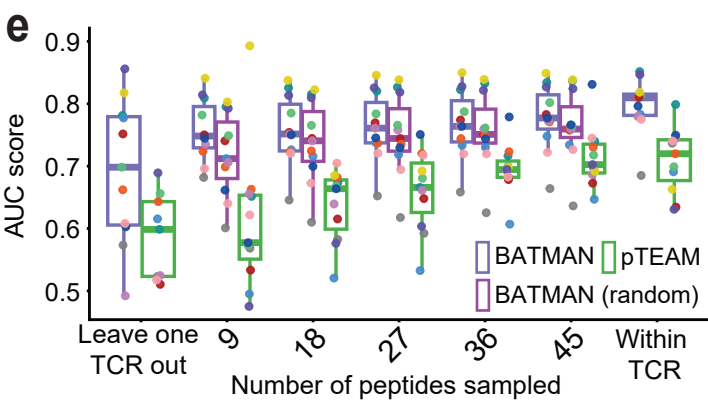 e
AUC score
0.9
0.8
0.7
0.6
0.5
BATMAN pTEAM
BATMAN (random)
Leave one
TCR out
9 18 27 36 45
Within
TCR
Number of peptides sampled